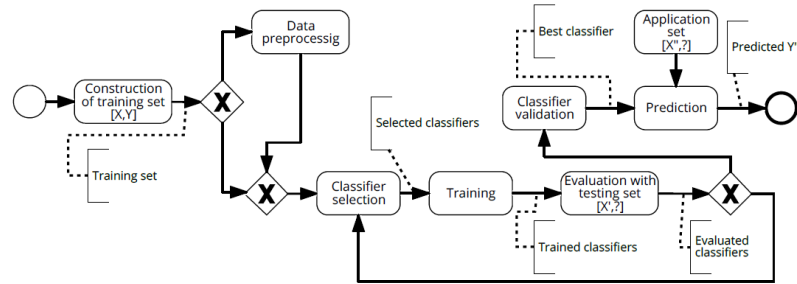 Data
preprocessig
Construction
of training set
[X,Y]
X
Training set
X
Classifier
selection
Selected classifiers
Training
Trained classifiers
Evaluation with
testing set
[X',?]
Evaluated
classifiers
X
Classifier
validation
Best classifier
Application
set
[X",?]
Prediction
Predicted Y'